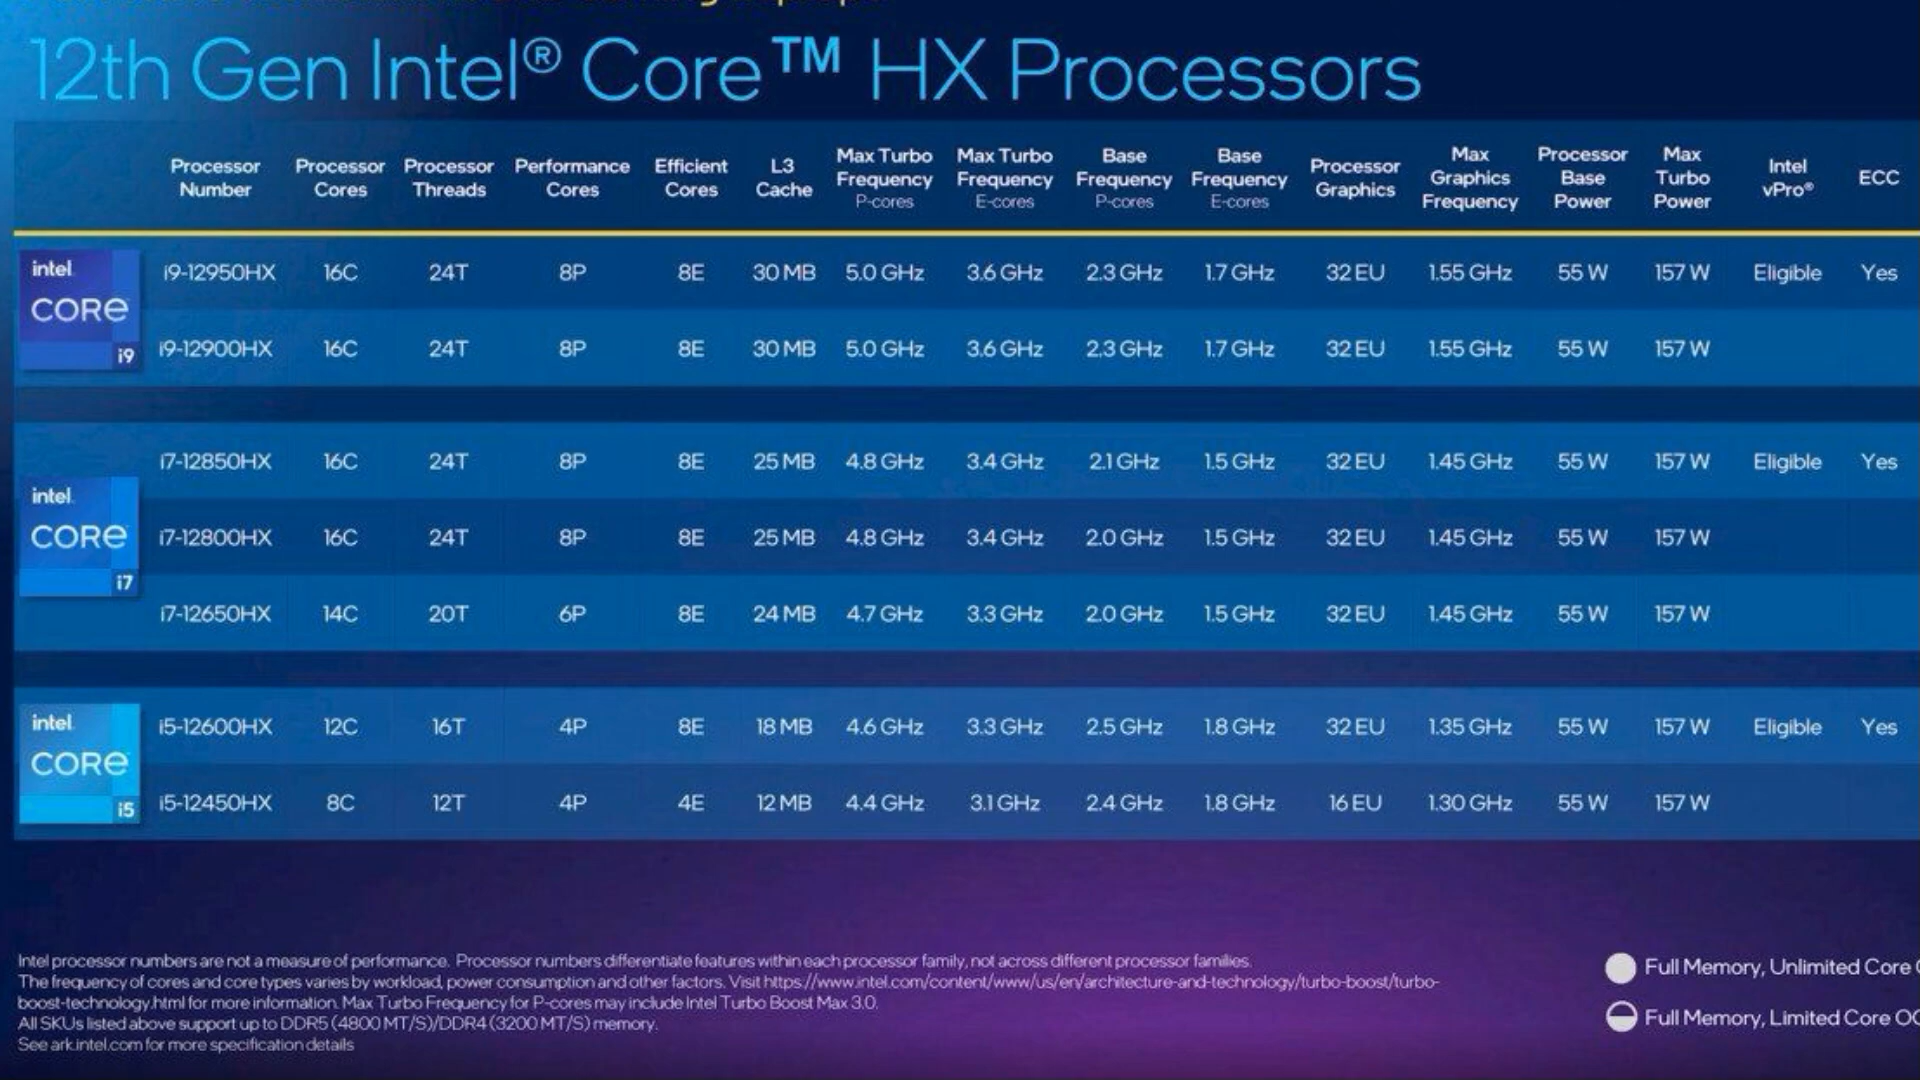 12th Gen Intel® Core™ HX Processors
Processor Number Processor Cores Processor Threads Performance Cores Efficient Cores L3 Cache Max Turbo Frequency P-cores Max Turbo Frequency E-cores Base Frequency P-cores Base Frequency E-cores Processor Graphics Max Graphics Frequency Processor Base Power Max Turbo Power Intel vPro® ECC
intel CORE i9
i9-12950HX 16C 24T 8P 8E 30 MB 5.0 GHz 3.6 GHz 2.3 GHz 1.7 GHz 32 EU 1.55 GHz 55 W 157 W Eligible Yes
i9-12900HX 16C 24T 8P 8E 30 MB 5.0 GHz 3.6 GHz 2.3 GHz 1.7 GHz 32 EU 1.55 GHz 55 W 157 W
intel CORE i7
i7-12850HX 16C 24T 8P 8E 25 MB 4.8 GHz 3.4 GHz 2.1 GHz 1.5 GHz 32 EU 1.45 GHz 55 W 157 W Eligible Yes
i7-12800HX 16C 24T 8P 8E 25 MB 4.8 GHz 3.4 GHz 2.0 GHz 1.5 GHz 32 EU 1.45 GHz 55 W 157 W
i7-12650HX 14C 20T 6P 8E 24 MB 4.7 GHz 3.3 GHz 2.0 GHz 1.5 GHz 32 EU 1.45 GHz 55 W 157 W
intel CORE i5
i5-12600HX 12C 16T 4P 8E 18 MB 4.6 GHz 3.3 GHz 2.5 GHz 1.8 GHz 32 EU 1.35 GHz 55 W 157 W Eligible Yes
i5-12450HX 8C 12T 4P 4E 12 MB 4.4 GHz 3.1 GHz 2.4 GHz 1.8 GHz 16 EU 1.30 GHz 55 W 157 W
Intel processor numbers are not a measure of performance. Processor numbers differentiate features within each processor family, not across different processor families.
The frequency of cores and core types varies by workload, power consumption and other factors. Visit https://www.intel.com/content/www/us/en/architecture-and-technology/turbo-boost/turbo-
boost-technology.html for more information. Max Turbo Frequency for P-cores may include Intel Turbo Boost Max 3.0.
All SKUs listed above support up to DDR5 (4800 MT/S)/DDR4 (3200 MT/S) memory.
See ark.intel.com for more specification details
Full Memory, Unlimited Core
Full Memory, Limited Core OC